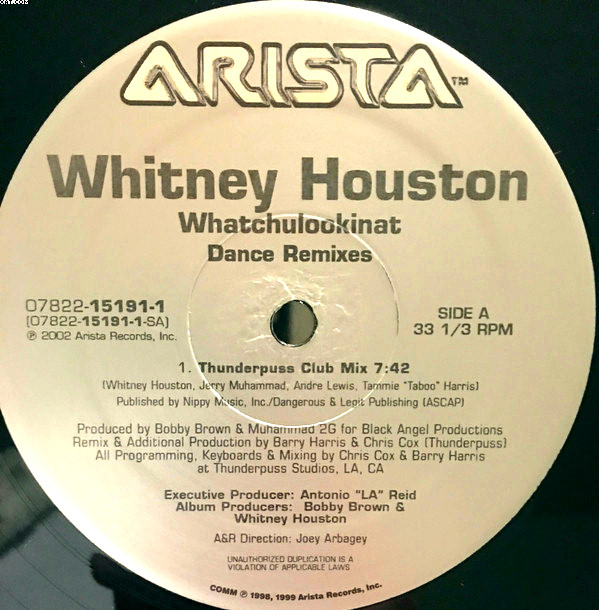 ARISTA™
Whitney Houston
Whatchulookinat
Dance Remixes
07822-15191-1
(07822-15191-1-SA)
℗ 2002 Arista Records, Inc.
SIDE A
33 1/3 RPM
1. Thunderpuss Club Mix 7:42
(Whitney Houston, Jerry Muhammad, Andre Lewis, Tammie "Taboo" Harris)
Published by Nippy Music, Inc./Dangerous & Legit Publishing (ASCAP)
Produced by Bobby Brown & Muhammad 2G for Black Angel Productions
Remix & Additional Production by Barry Harris & Chris Cox (Thunderpuss)
All Programming, Keyboards & Mixing by Chris Cox & Barry Harris
at Thunderpuss Studios, LA, CA
Executive Producer: Antonio "LA" Reid
Album Producers: Bobby Brown &
Whitney Houston
A&R Direction: Joey Arbagey
UNAUTHORIZED DUPLICATION IS A
VIOLATION OF APPLICABLE LAWS
COMM ℗ 1998, 1999 Arista Records, Inc.